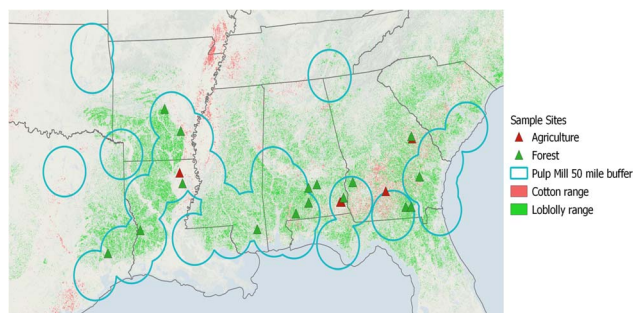 Sample Sites
Agriculture
Forest
Pulp Mill 50 mile buffer
Cotton range
Loblolly range